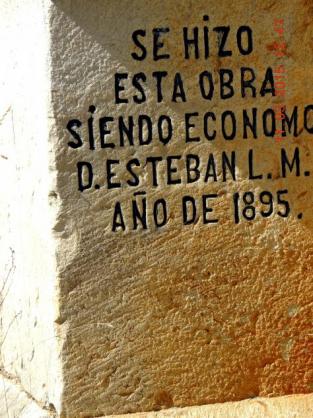 SE HIZO
ESTA OBRA
SIENDO ECONOMO
D. ESTEBAN L. M.
AÑO DE 1895.